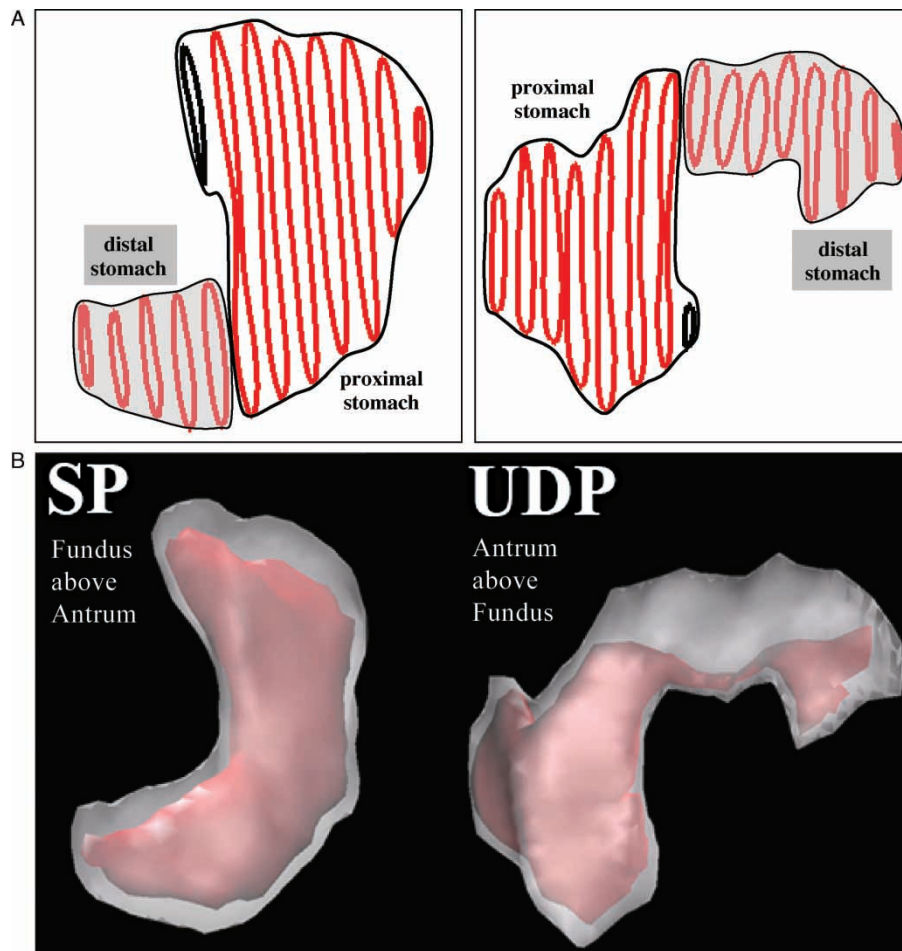 A
proximal
stomach
distal
stomach
distal
stomach
proximal
stomach
B
SP
UDP
Fundus
above
Antrum
Antrum
above
Fundus